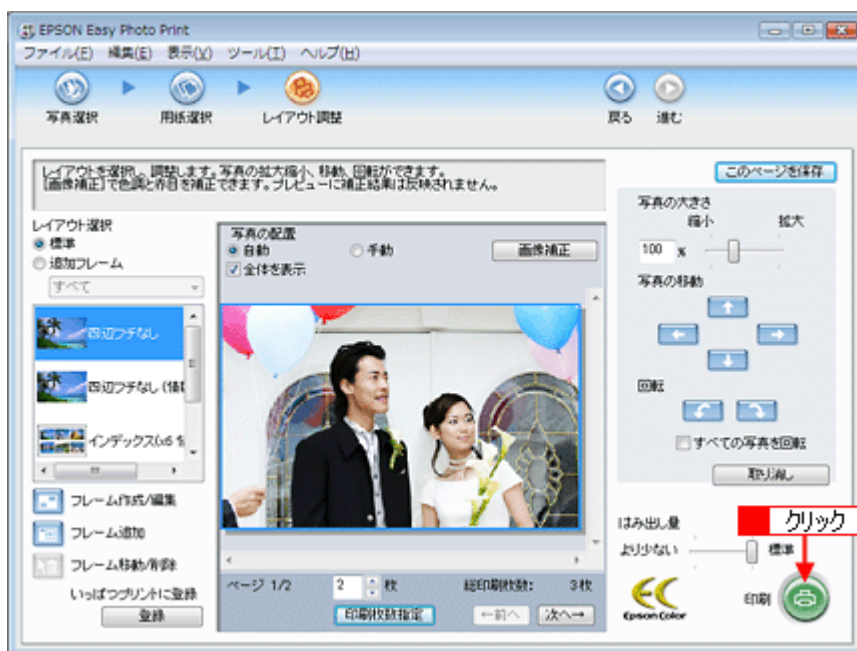 EPSON Easy Photo Print
ファイル(F) 編集(E) 表示(V) ツール(T) ヘルプ(H)
写真選択 用紙選択 レイアウト調整 戻る 進む
レイアウトを選択し、調整します。写真の拡大縮小、移動、回転ができます。
[画像補正]で色調と赤目を補正できます。プレビューに補正結果は反映されません。
このページを保存
レイアウト選択
標準
追加フレーム
すべて
四辺フチなし
四辺フチなし (情報
インデックス(x6 情
フレーム作成/編集
フレーム追加
フレーム移動/削除
いっぱつプリントに登録
登録
写真の配置
自動 手動 画像補正
全体を表示
ページ 1/2 2 枚 総印刷枚数: 3枚
印刷枚数指定 ←前へ 次へ→
写真の大きさ
縮小 拡大
100 %
写真の移動
回転
すべての写真を回転
取り消し
はみ出し量
クリック
より少ない 標準
Epson Color
印刷